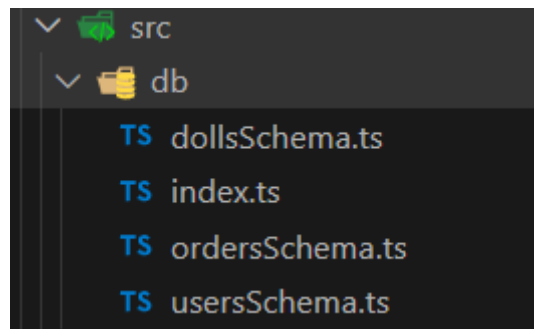 src
db
TS dollsSchema.ts
TS index.ts
TS ordersSchema.ts
TS usersSchema.ts